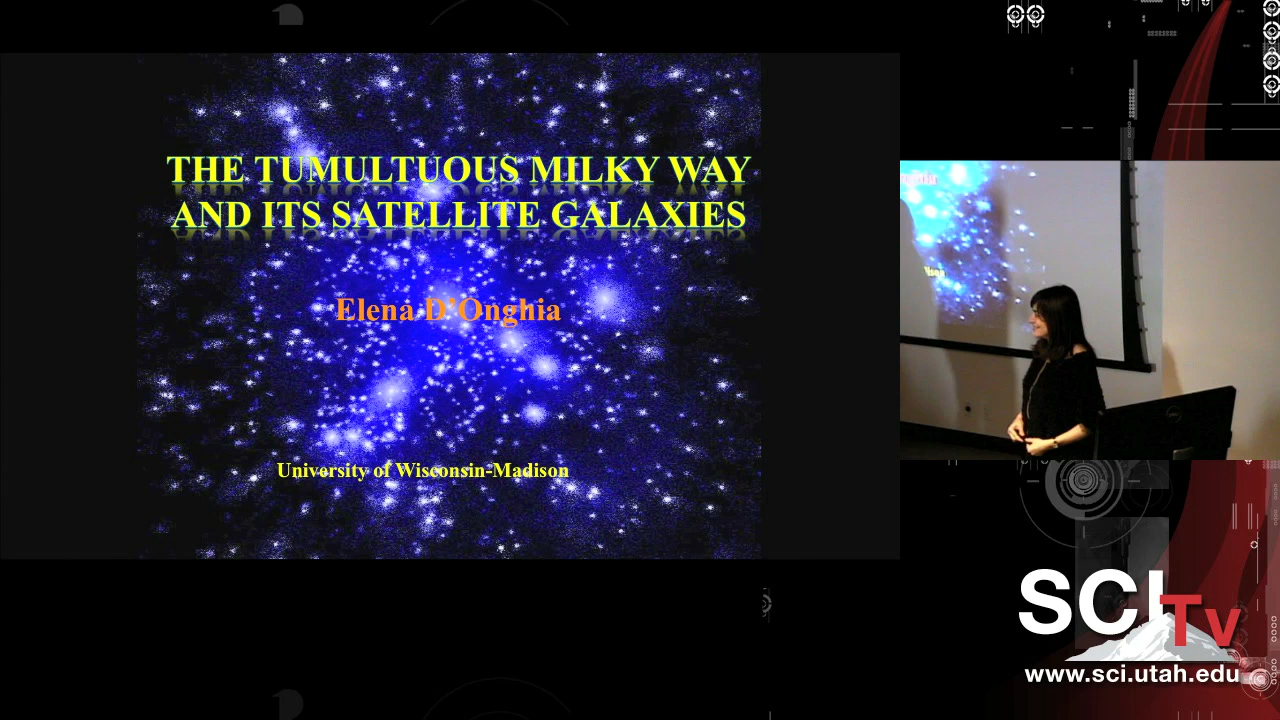 THE TUMULTUOUS MILKY WAY
AND ITS SATELLITE GALAXIES
Elena D'Onghia
University of Wisconsin-Madison
SCI
TV
www.sci.utah.edu